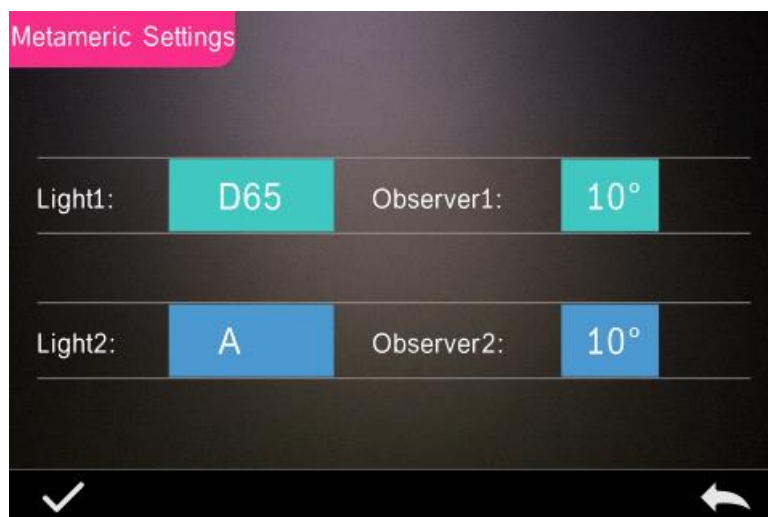 Metameric Settings
Light1: D65 Observer1: 10°
Light2: A Observer2: 10°